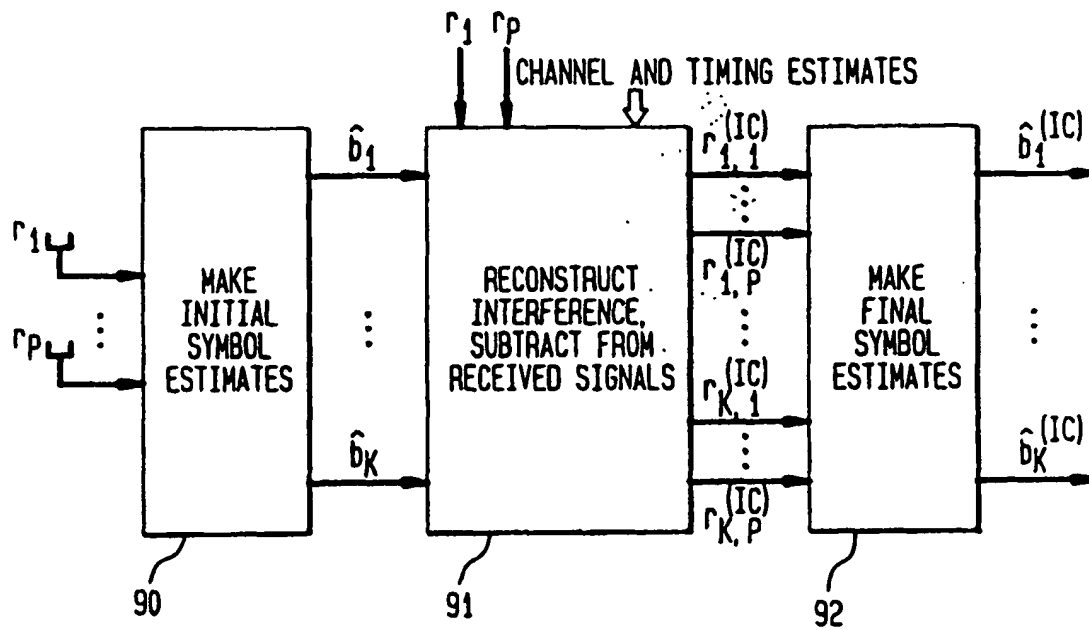 r1 rP
CHANNEL AND TIMING ESTIMATES
r1
⋮
rP
MAKE
INITIAL
SYMBOL
ESTIMATES
b̂1
⋮
b̂K
RECONSTRUCT
INTERFERENCE,
SUBTRACT FROM
RECEIVED SIGNALS
r1,1(IC)
⋮
r1,P(IC)
⋮
rK,1(IC)
⋮
rK,P(IC)
MAKE
FINAL
SYMBOL
ESTIMATES
b̂1(IC)
⋮
b̂K(IC)
90
91
92